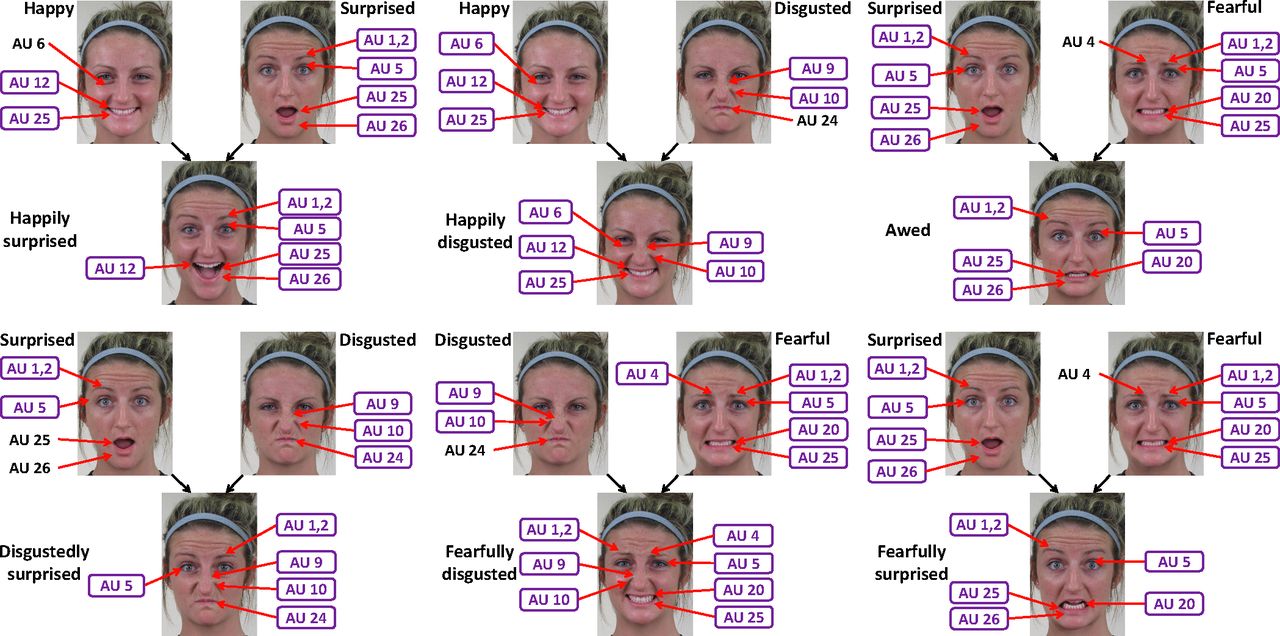 Happy
AU 6
AU 12
AU 25
Surprised
AU 1,2
AU 5
AU 25
AU 26
Happily
surprised
AU 12
AU 1,2
AU 5
AU 25
AU 26
Happy
AU 6
AU 12
AU 25
Disgusted
AU 9
AU 10
AU 24
Happily
disgusted
AU 6
AU 12
AU 25
AU 9
AU 10
Surprised
AU 1,2
AU 5
AU 25
AU 26
Fearful
AU 4
AU 1,2
AU 5
AU 20
AU 25
Awed
AU 1,2
AU 25
AU 26
AU 5
AU 20
Surprised
AU 1,2
AU 5
AU 25
AU 26
Disgusted
AU 9
AU 10
AU 24
Disgustedly
surprised
AU 5
AU 1,2
AU 9
AU 10
AU 24
Disgusted
AU 9
AU 10
AU 24
Fearful
AU 4
AU 1,2
AU 5
AU 20
AU 25
Fearfully
disgusted
AU 1,2
AU 9
AU 10
AU 4
AU 5
AU 20
AU 25
Surprised
AU 1,2
AU 5
AU 25
AU 26
Fearful
AU 4
AU 1,2
AU 5
AU 20
AU 25
Fearfully
surprised
AU 1,2
AU 25
AU 26
AU 5
AU 20